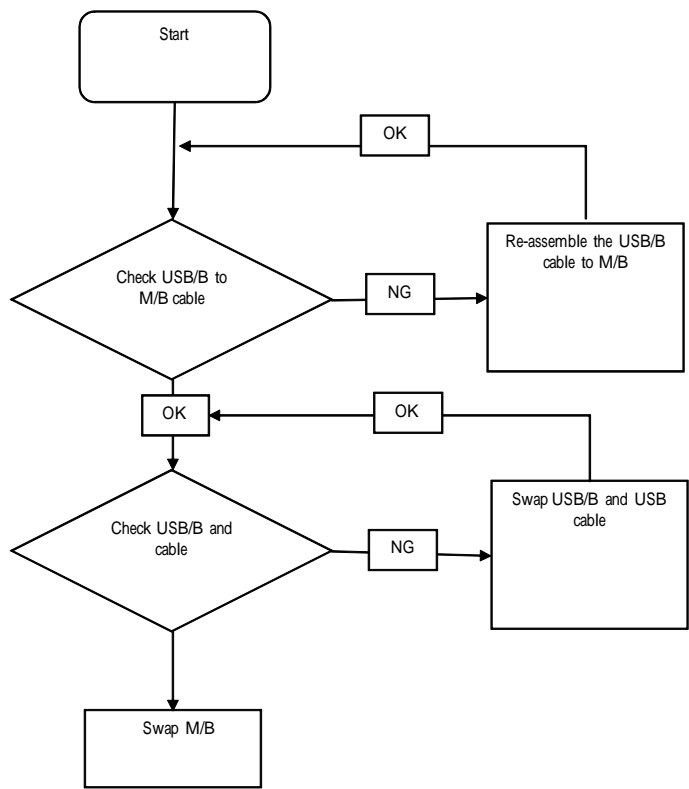 Start
OK
Check USB/B to
M/B cable
NG
Re-assemble the USB/B
cable to M/B
OK
OK
Check USB/B and
cable
NG
Swap USB/B and USB
cable
Swap M/B